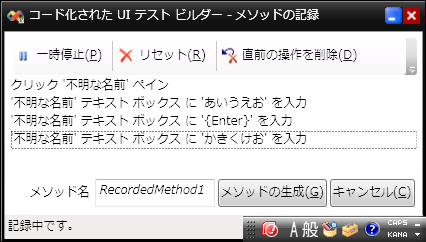 コード化された UI テスト ビルダー - メソッドの記録
一時停止(P) リセット(R) 直前の操作を削除(D)
クリック '不明な名前' ペイン
'不明な名前' テキスト ボックス に 'あいうえお' を入力
'不明な名前' テキスト ボックス に '{Enter}' を入力
'不明な名前' テキスト ボックス に 'かきくけお' を入力
メソッド名 RecordedMethod1 メソッドの生成(G) キャンセル(C)
記録中です。
A 般 ? CAPS
KANA